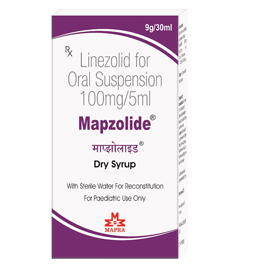 9g/30ml
Rx
Linezolid for
Oral Suspension
100mg/5ml
Mapzolide®
माप्झोलाइड®
Dry Syrup
With Sterile Water For Reconstitution
For Paediatric Use Only
MAPRA